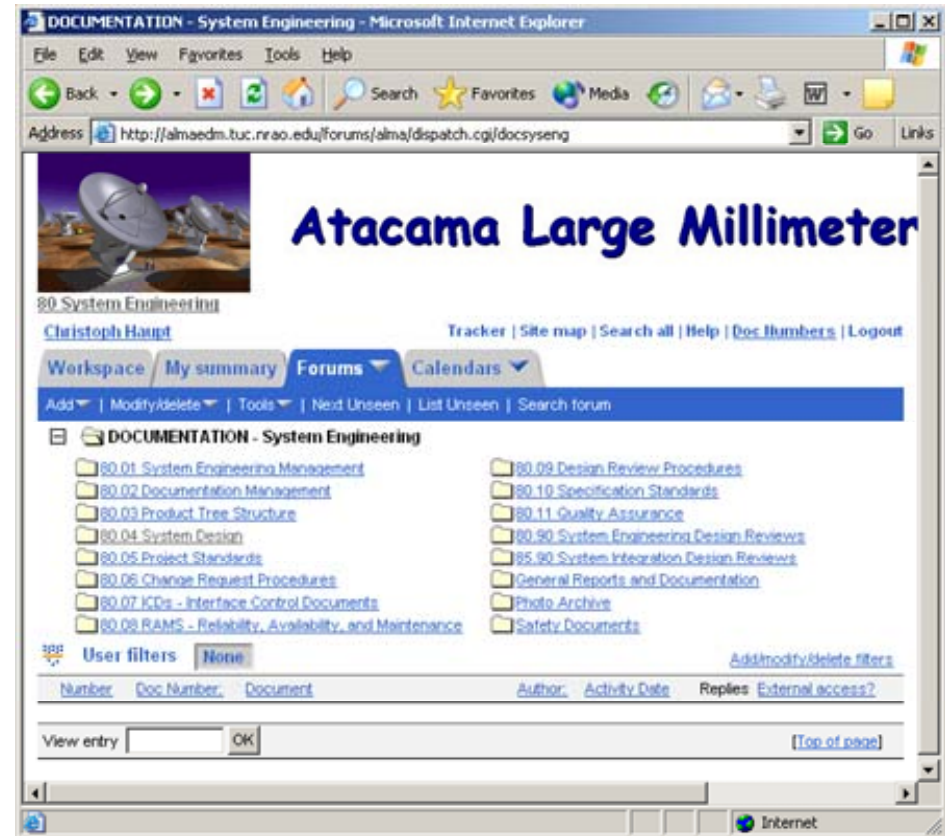 DOCUMENTATION - System Engineering - Microsoft Internet Explorer
File Edit View Favorites Tools Help
Back Search Favorites Media
Address http://almaedm.tuc.nrao.edu/forums/alma/dispatch.cgi/docsyseng Go Links
Atacama Large Millimeter
80 System Engineering
Christoph Haupt Tracker | Site map | Search all | Help | Doc Numbers | Logout
Workspace My summary Forums Calendars
Add | Modify/delete | Tools | Next Unseen | List Unseen | Search forum
DOCUMENTATION - System Engineering
80.01 System Engineering Management
80.02 Documentation Management
80.03 Product Tree Structure
80.04 System Design
80.05 Project Standards
80.06 Change Request Procedures
80.07 ICDs - Interface Control Documents
80.08 RAMS - Reliability, Availability, and Maintenance
80.09 Design Review Procedures
80.10 Specification Standards
80.11 Quality Assurance
80.90 System Engineering Design Reviews
85.90 System Integration Design Reviews
General Reports and Documentation
Photo Archive
Safety Documents
User filters None Add/modify/delete filters
Number Doc Number. Document Author. Activity Date Replies External access?
View entry OK [Top of page]
Internet